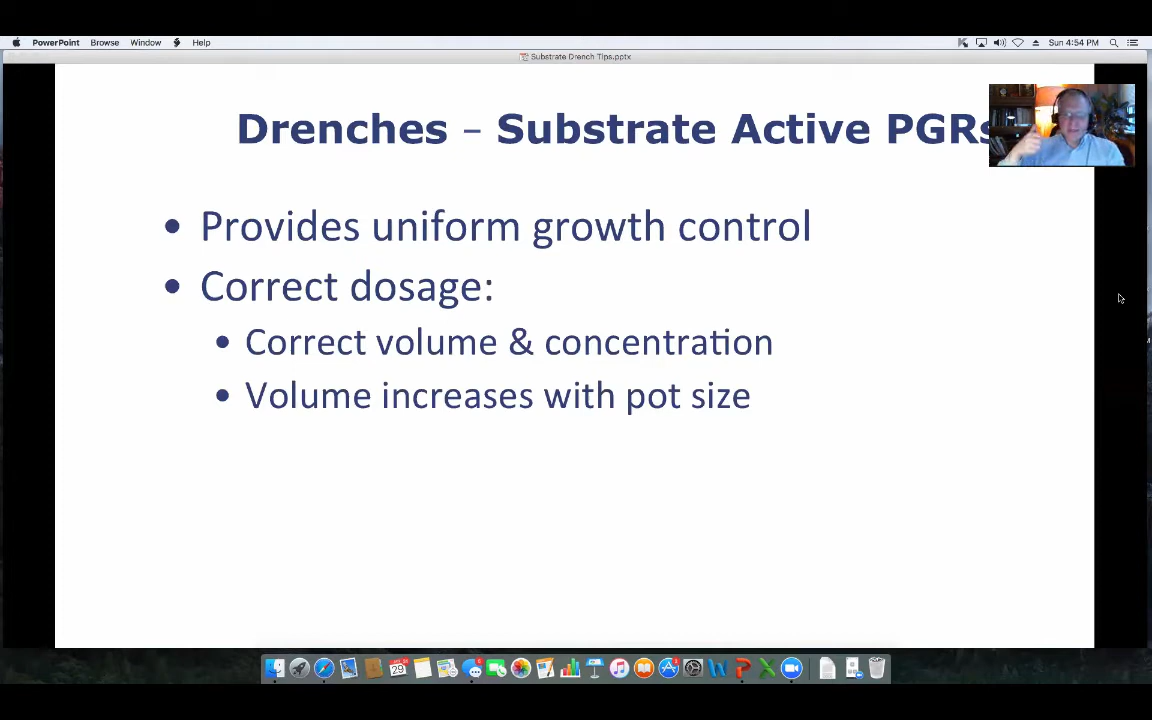 PowerPoint Browse Window Help Sun 4:54 PM
Substrate Drench Tips.pptx
Drenches – Substrate Active PGRs
• Provides uniform growth control
• Correct dosage:
• Correct volume & concentration
• Volume increases with pot size
29